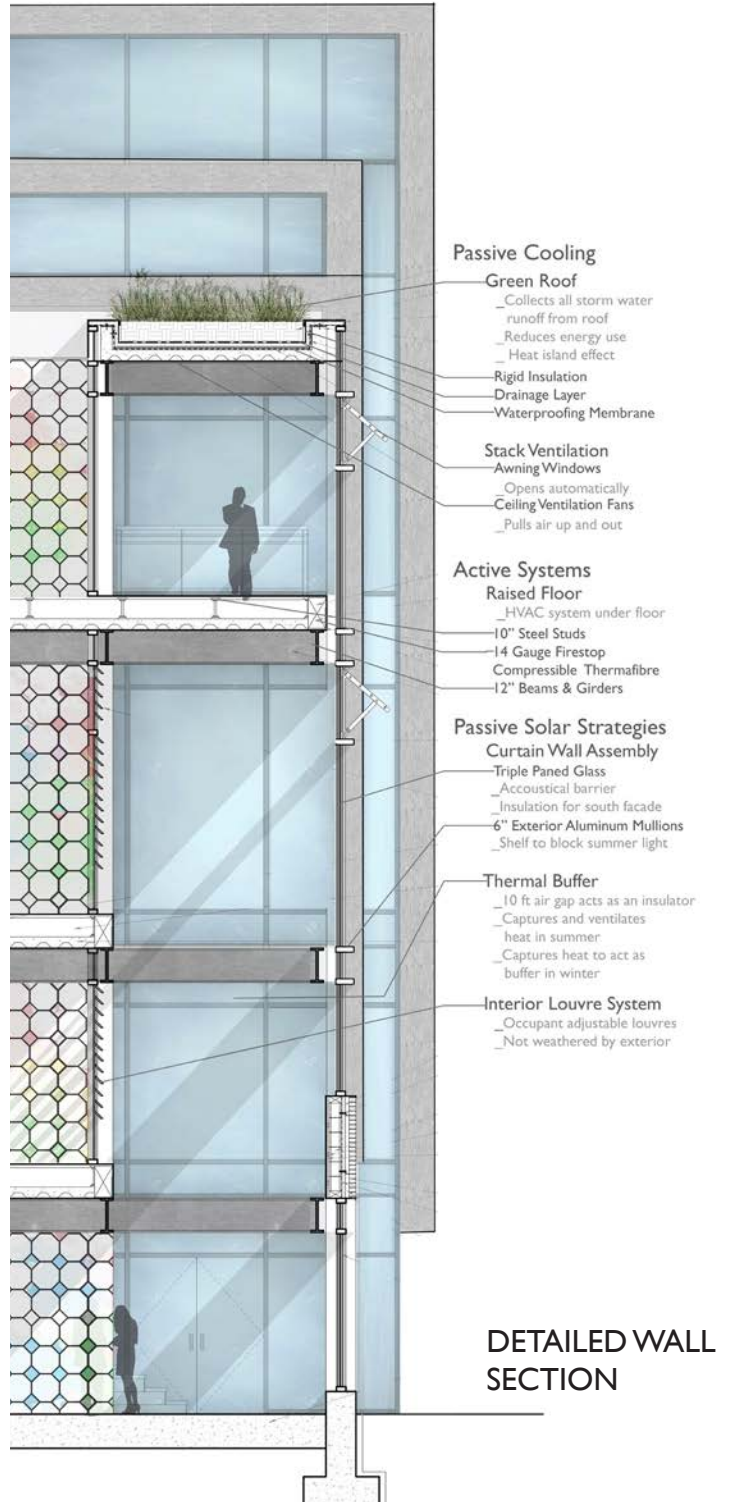 Passive Cooling
Green Roof
_Collects all storm water
runoff from roof
_Reduces energy use
_ Heat island effect
Rigid Insulation
Drainage Layer
Waterproofing Membrane
Stack Ventilation
Awning Windows
_Opens automatically
Ceiling Ventilation Fans
_Pulls air up and out
Active Systems
Raised Floor
_HVAC system under floor
10" Steel Studs
14 Gauge Firestop
Compressible Thermafibre
12" Beams & Girders
Passive Solar Strategies
Curtain Wall Assembly
Triple Paned Glass
_Accoustical barrier
_Insulation for south facade
6" Exterior Aluminum Mullions
_Shelf to block summer light
Thermal Buffer
_10 ft air gap acts as an insulator
_Captures and ventilates
heat in summer
_Captures heat to act as
buffer in winter
Interior Louvre System
_Occupant adjustable louvres
_Not weathered by exterior
DETAILED WALL
SECTION